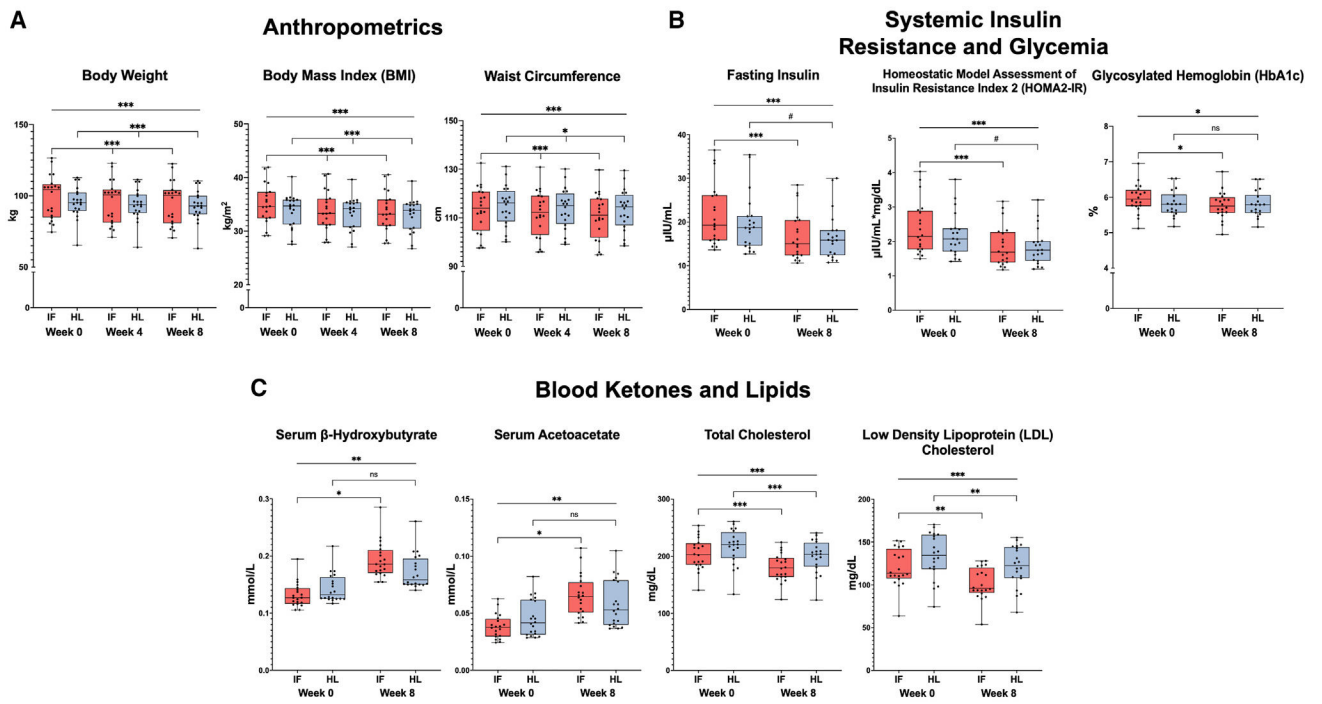 A
Anthropometrics
Body Weight
***
***
***
150
100
50
0
kg
IF HL IF HL IF HL
Week 0 Week 4 Week 8
Body Mass Index (BMI)
***
***
***
50
40
30
20
0
kg/m²
IF HL IF HL IF HL
Week 0 Week 4 Week 8
Waist Circumference
***
*
***
cm
150
130
110
90
0
IF HL IF HL IF HL
Week 0 Week 4 Week 8
B
Systemic Insulin
Resistance and Glycemia
Fasting Insulin
***
#
***
40
30
20
10
0
µIU/mL
IF HL IF HL
Week 0 Week 8
Homeostatic Model Assessment of
Insulin Resistance Index 2 (HOMA2-IR)
***
#
***
5
4
3
2
1
0
µIU/mL*mg/dL
IF HL IF HL
Week 0 Week 8
Glycosylated Hemoglobin (HbA1c)
*
ns
*
8
7
6
5
4
0
%
IF HL IF HL
Week 0 Week 8
C
Blood Ketones and Lipids
Serum β-Hydroxybutyrate
**
ns
*
0.3
0.2
0.1
0.0
mmol/L
IF HL IF HL
Week 0 Week 8
Serum Acetoacetate
**
ns
*
0.15
0.10
0.05
0.00
mmol/L
IF HL IF HL
Week 0 Week 8
Total Cholesterol
***
***
***
300
200
100
0
mg/dL
IF HL IF HL
Week 0 Week 8
Low Density Lipoprotein (LDL)
Cholesterol
***
**
**
200
150
100
50
0
mg/dL
IF HL IF HL
Week 0 Week 8